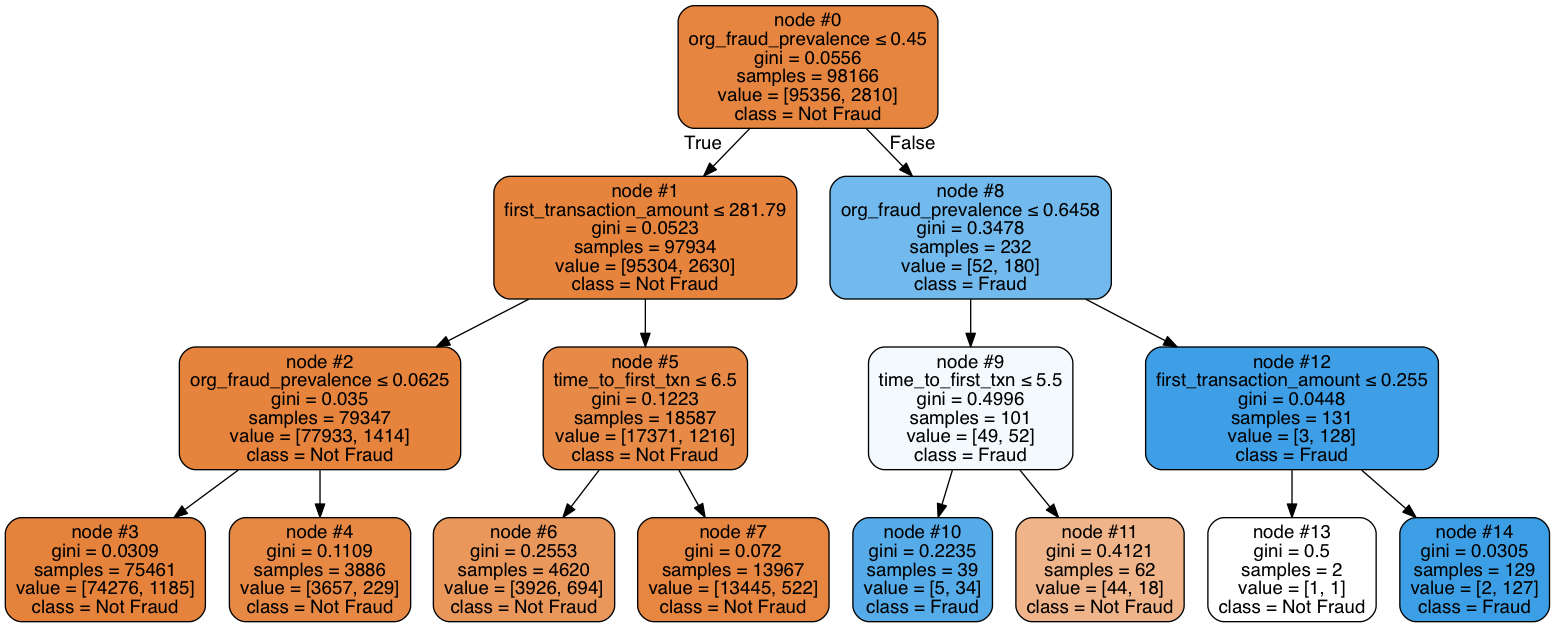 node #0
org_fraud_prevalence ≤ 0.45
gini = 0.0556
samples = 98166
value = [95356, 2810]
class = Not Fraud
True
False
node #1
first_transaction_amount ≤ 281.79
gini = 0.0523
samples = 97934
value = [95304, 2630]
class = Not Fraud
node #8
org_fraud_prevalence ≤ 0.6458
gini = 0.3478
samples = 232
value = [52, 180]
class = Fraud
node #2
org_fraud_prevalence ≤ 0.0625
gini = 0.035
samples = 79347
value = [77933, 1414]
class = Not Fraud
node #5
time_to_first_txn ≤ 6.5
gini = 0.1223
samples = 18587
value = [17371, 1216]
class = Not Fraud
node #9
time_to_first_txn ≤ 5.5
gini = 0.4996
samples = 101
value = [49, 52]
class = Fraud
node #12
first_transaction_amount ≤ 0.255
gini = 0.0448
samples = 131
value = [3, 128]
class = Fraud
node #3
gini = 0.0309
samples = 75461
value = [74276, 1185]
class = Not Fraud
node #4
gini = 0.1109
samples = 3886
value = [3657, 229]
class = Not Fraud
node #6
gini = 0.2553
samples = 4620
value = [3926, 694]
class = Not Fraud
node #7
gini = 0.072
samples = 13967
value = [13445, 522]
class = Not Fraud
node #10
gini = 0.2235
samples = 39
value = [5, 34]
class = Fraud
node #11
gini = 0.4121
samples = 62
value = [44, 18]
class = Not Fraud
node #13
gini = 0.5
samples = 2
value = [1, 1]
class = Not Fraud
node #14
gini = 0.0305
samples = 129
value = [2, 127]
class = Fraud